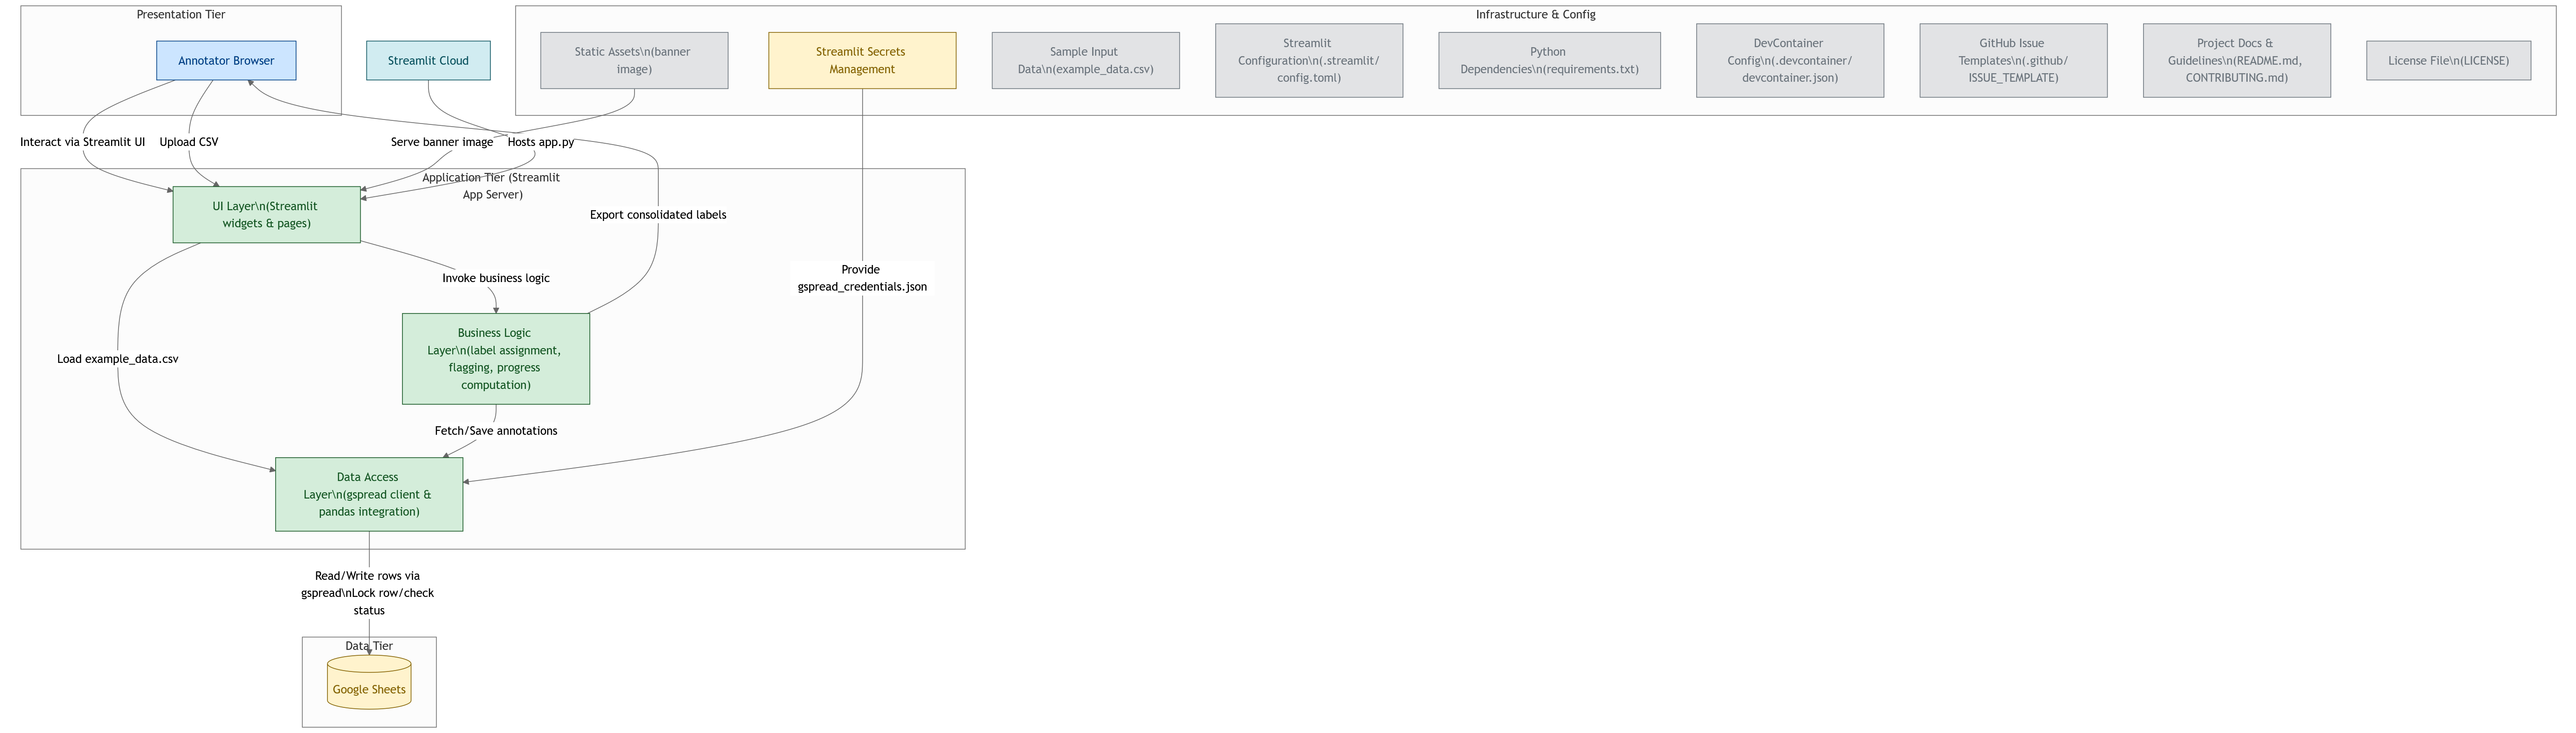 Presentation Tier
Infrastructure & Config
Annotator Browser
Streamlit Cloud
Static Assets\n(banner
image)
Streamlit Secrets
Management
Sample Input
Data\n(example_data.csv)
Streamlit
Configuration\n(.streamlit/
config.toml)
Python
Dependencies\n(requirements.txt)
DevContainer
Config\n(.devcontainer/
devcontainer.json)
GitHub Issue
Templates\n(.github/
ISSUE_TEMPLATE)
Project Docs &
Guidelines\n(README.md,
CONTRIBUTING.md)
License File\n(LICENSE)
Interact via Streamlit UI
Upload CSV
Serve banner image
Hosts app.py
Application Tier (Streamlit
App Server)
UI Layer\n(Streamlit
widgets & pages)
Export consolidated labels
Invoke business logic
Provide
gspread_credentials.json
Business Logic
Layer\n(label assignment,
flagging, progress
computation)
Load example_data.csv
Fetch/Save annotations
Data Access
Layer\n(gspread client &
pandas integration)
Read/Write rows via
gspread\nLock row/check
status
Data Tier
Google Sheets